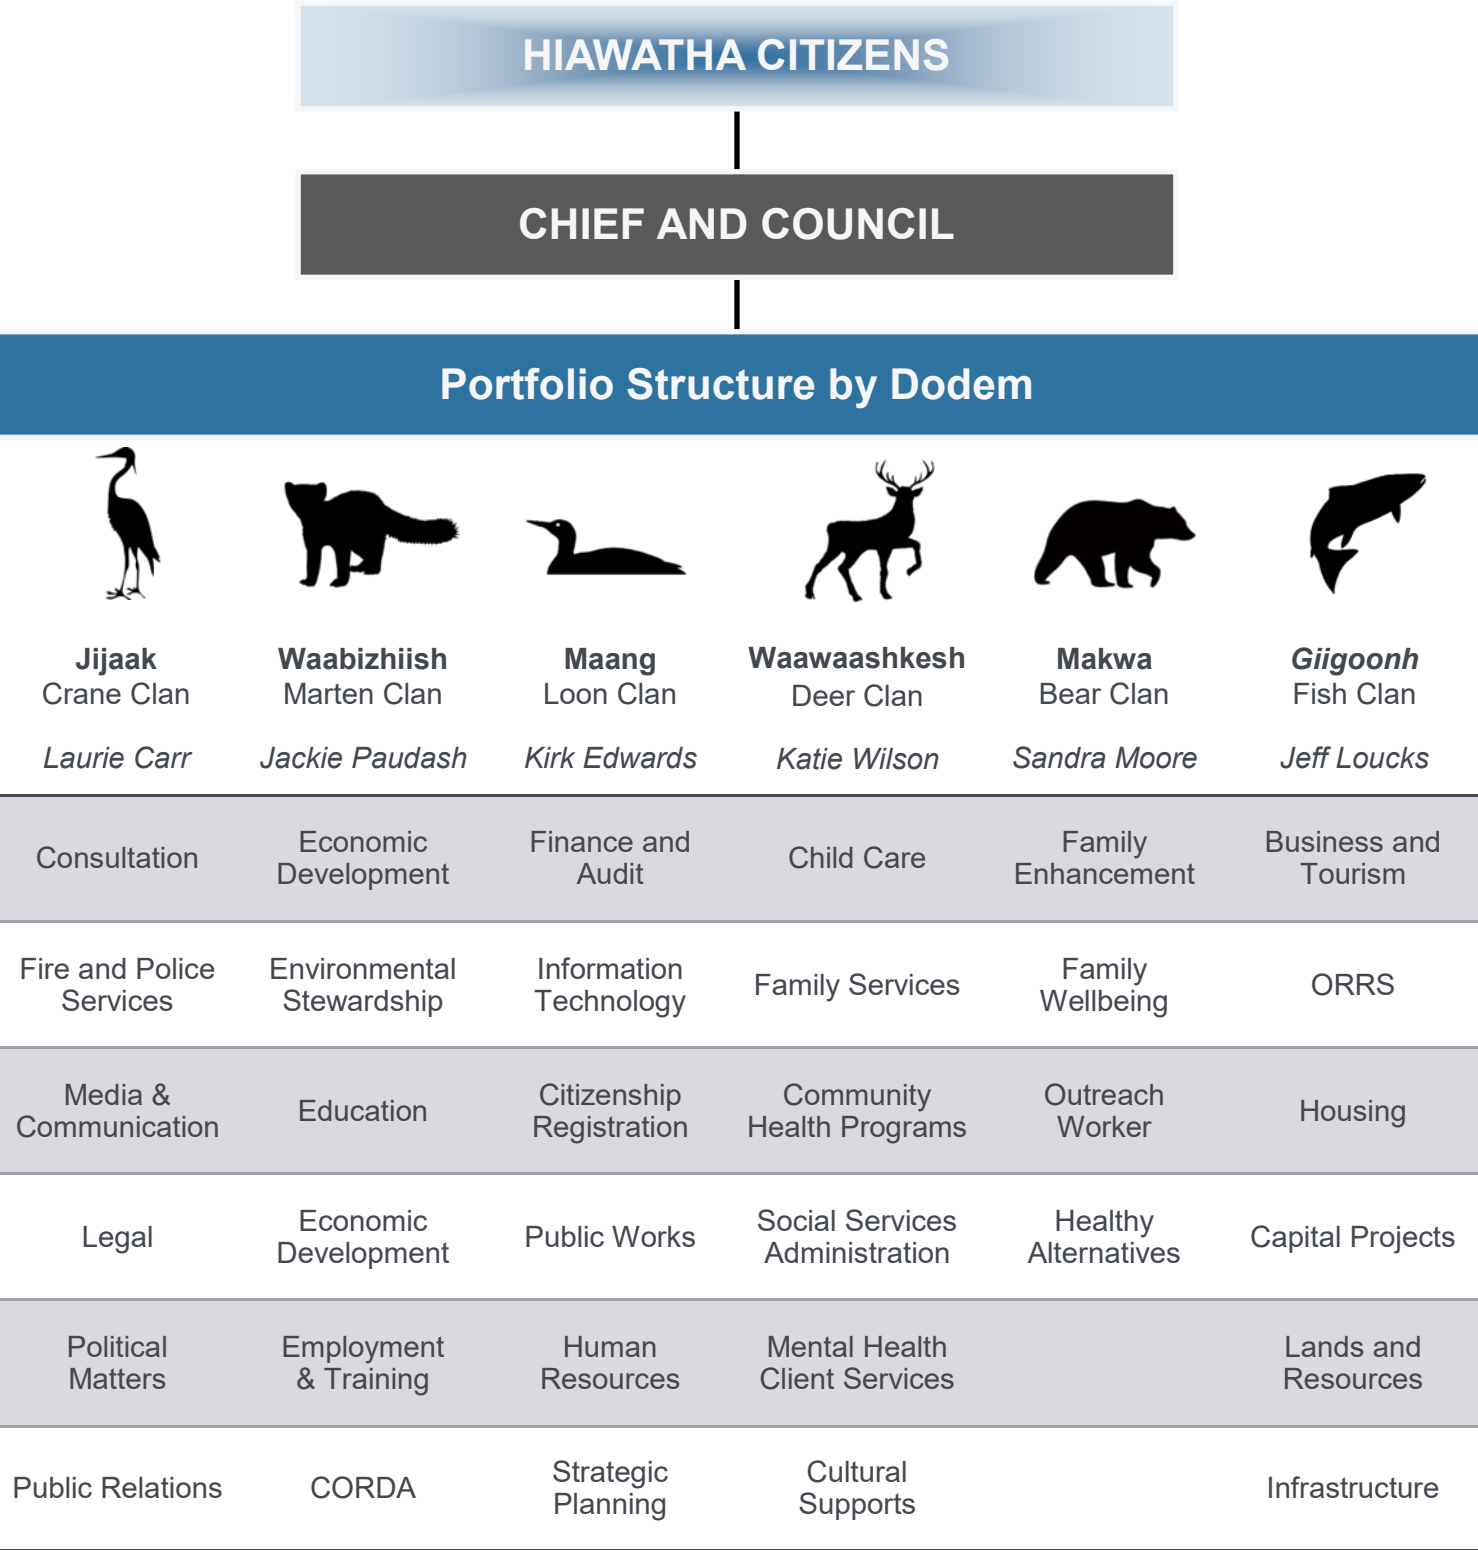 HIAWATHA CITIZENS
CHIEF AND COUNCIL
Portfolio Structure by Dodem
Jijaak
Crane Clan
Laurie Carr
Waabizhiish
Marten Clan
Jackie Paudash
Maang
Loon Clan
Kirk Edwards
Waawaashkesh
Deer Clan
Katie Wilson
Makwa
Bear Clan
Sandra Moore
Giigoonh
Fish Clan
Jeff Loucks
Consultation
Economic
Development
Finance and
Audit
Child Care
Family
Enhancement
Business and
Tourism
Fire and Police
Services
Environmental
Stewardship
Information
Technology
Family Services
Family
Wellbeing
ORRS
Media &
Communication
Education
Citizenship
Registration
Community
Health Programs
Outreach
Worker
Housing
Legal
Economic
Development
Public Works
Social Services
Administration
Healthy
Alternatives
Capital Projects
Political
Matters
Employment
& Training
Human
Resources
Mental Health
Client Services
Lands and
Resources
Public Relations
CORDA
Strategic
Planning
Cultural
Supports
Infrastructure